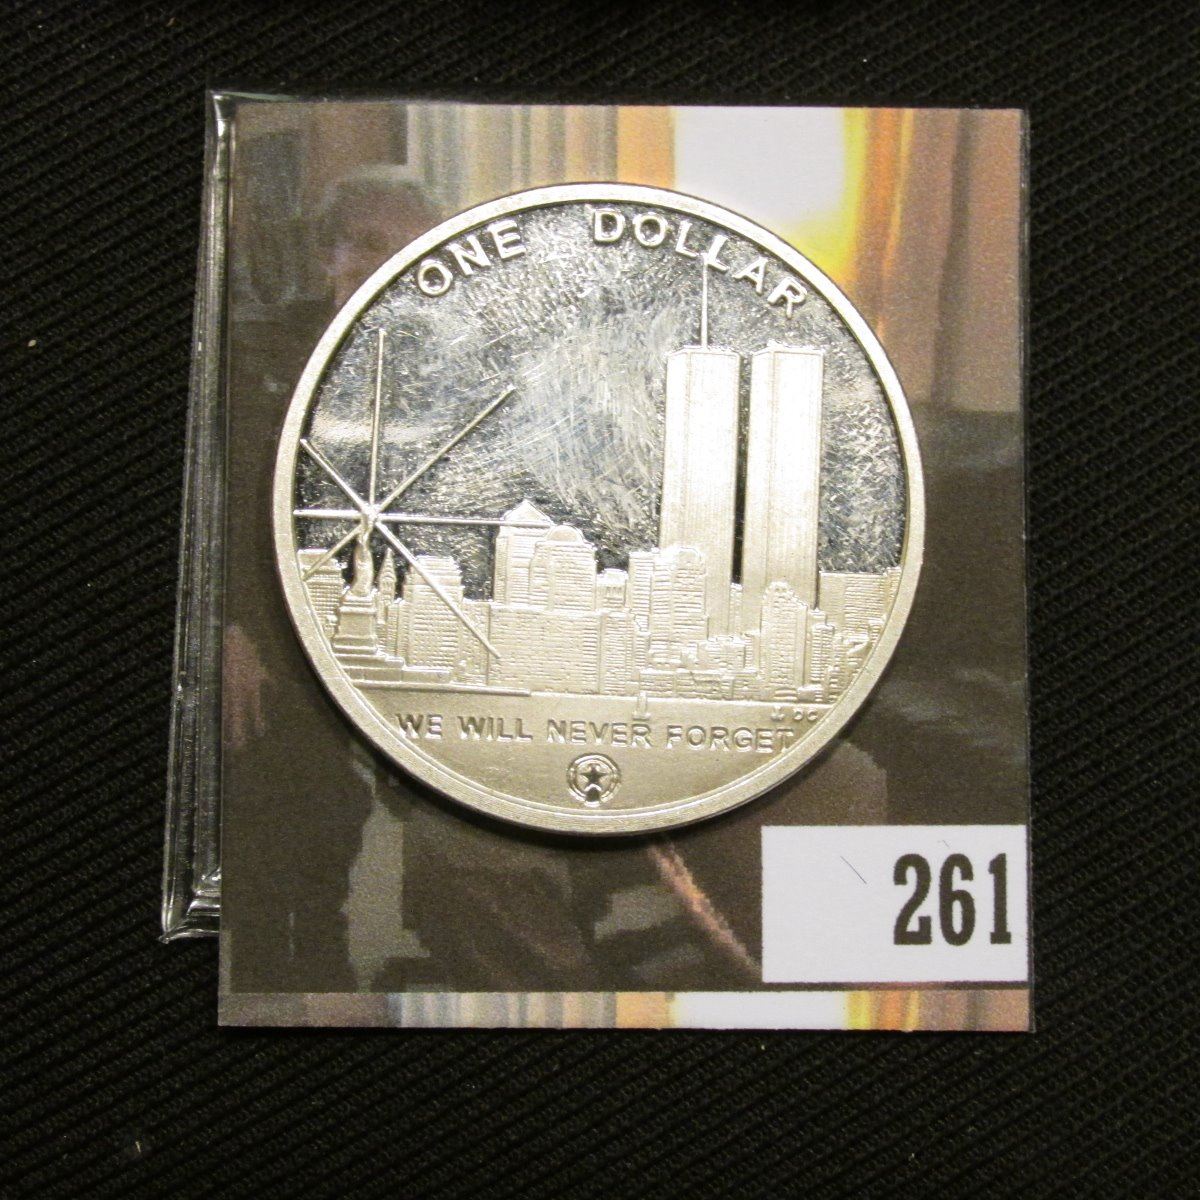 ONE DOLLAR
WE WILL NEVER FORGET
261